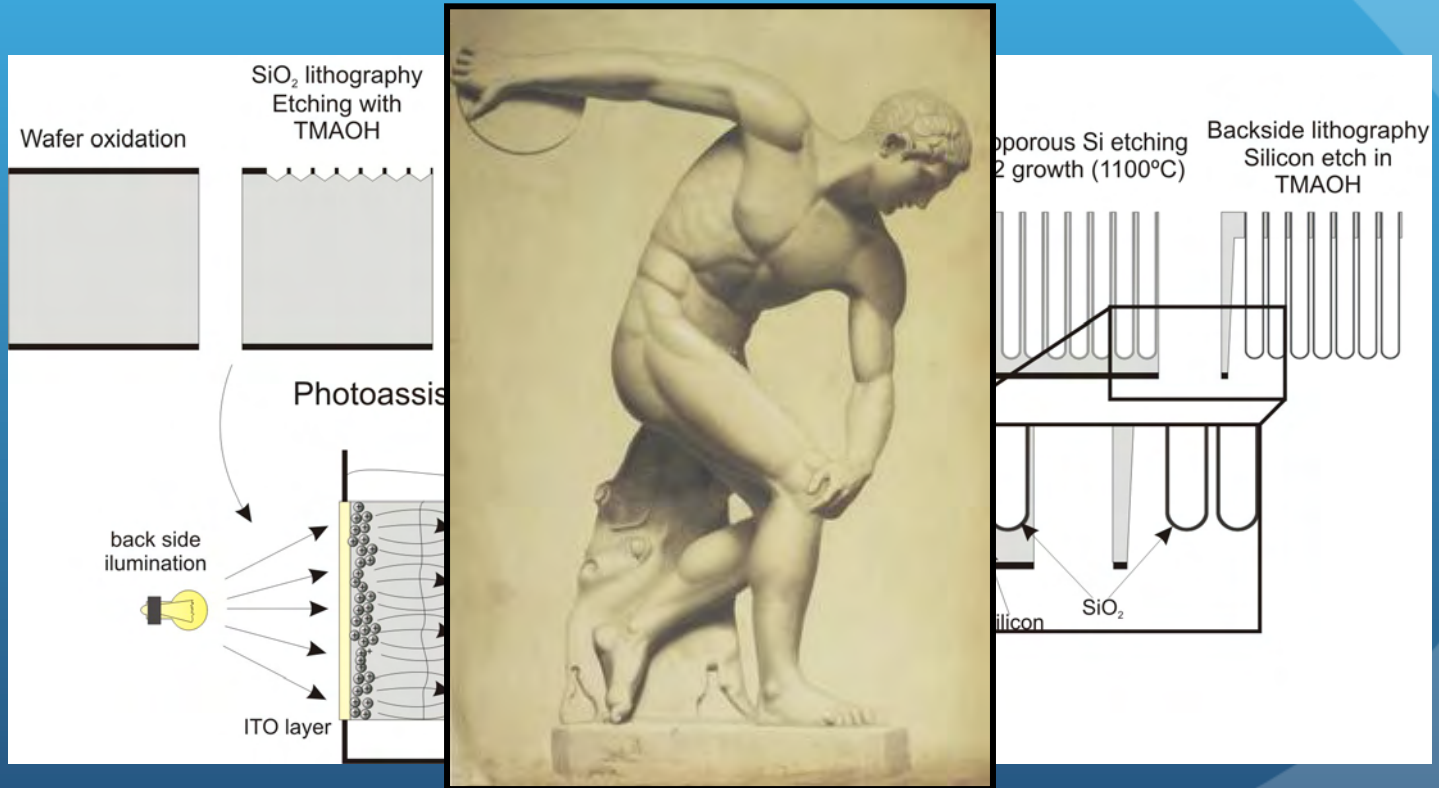 Wafer oxidation
SiO₂ lithography
Etching with
TMAOH
oporous Si etching
2 growth (1100ºC)
Backside lithography
Silicon etch in
TMAOH
Photoassis
back side
ilumination
ITO layer
SiO₂
ilicon